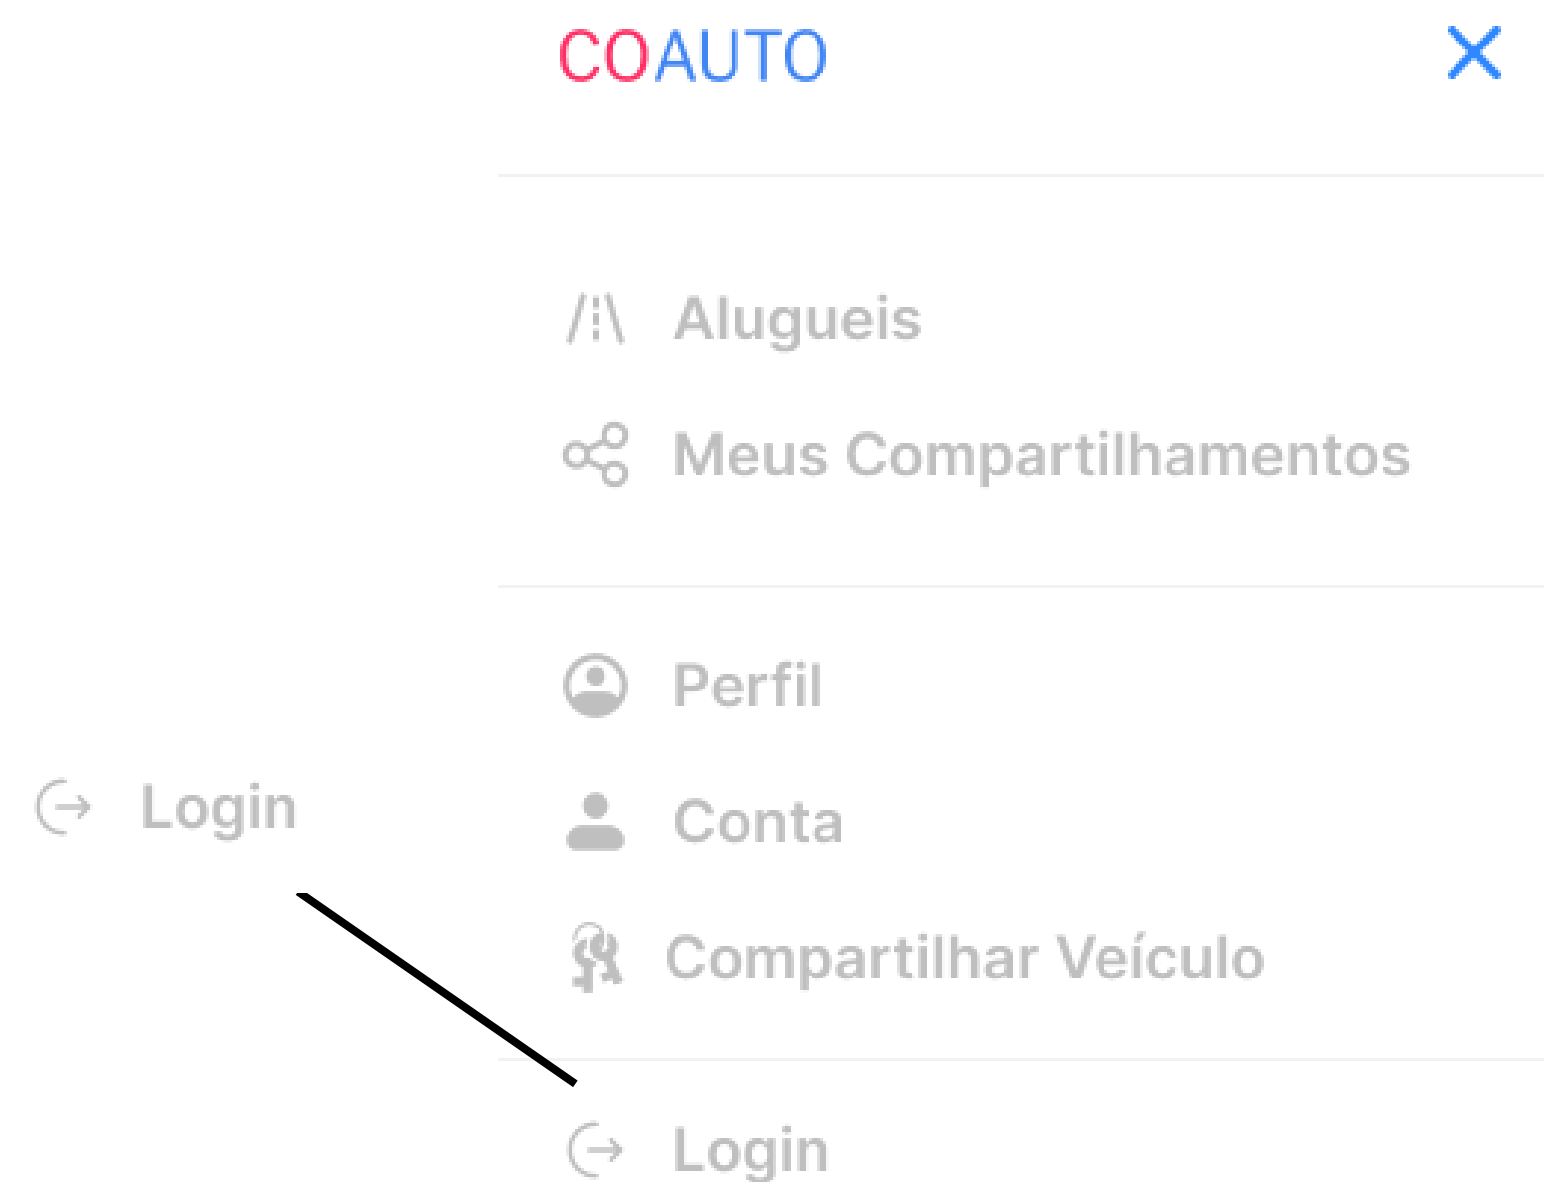 COAUTO
Alugueis
Meus Compartilhamentos
Perfil
Conta
Compartilhar Veículo
Login
Login